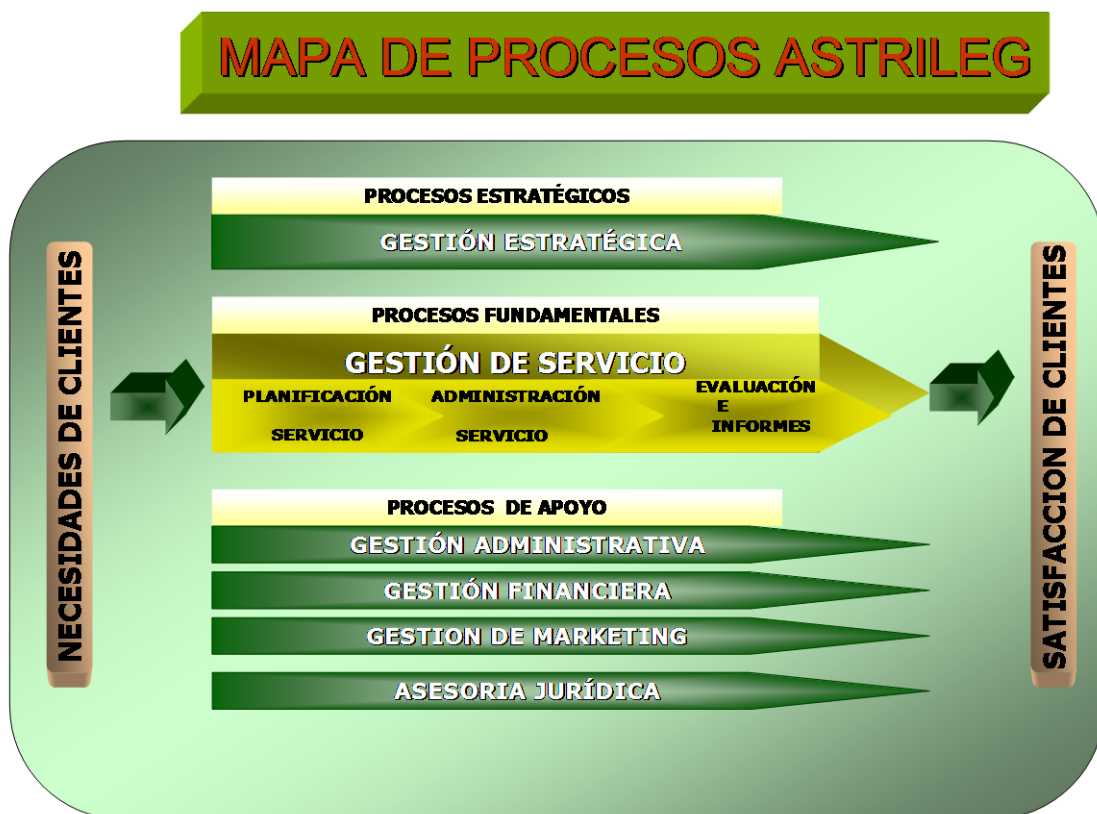 MAPA DE PROCESOS ASTRILEG
NECESIDADES DE CLIENTES
PROCESOS ESTRATÉGICOS
GESTIÓN ESTRATÉGICA
PROCESOS FUNDAMENTALES
GESTIÓN DE SERVICIO
PLANIFICACIÓN
SERVICIO
ADMINISTRACIÓN
SERVICIO
EVALUACIÓN
E
INFORMES
PROCESOS DE APOYO
GESTIÓN ADMINISTRATIVA
GESTIÓN FINANCIERA
GESTION DE MARKETING
ASESORIA JURÍDICA
SATISFACCION DE CLIENTES